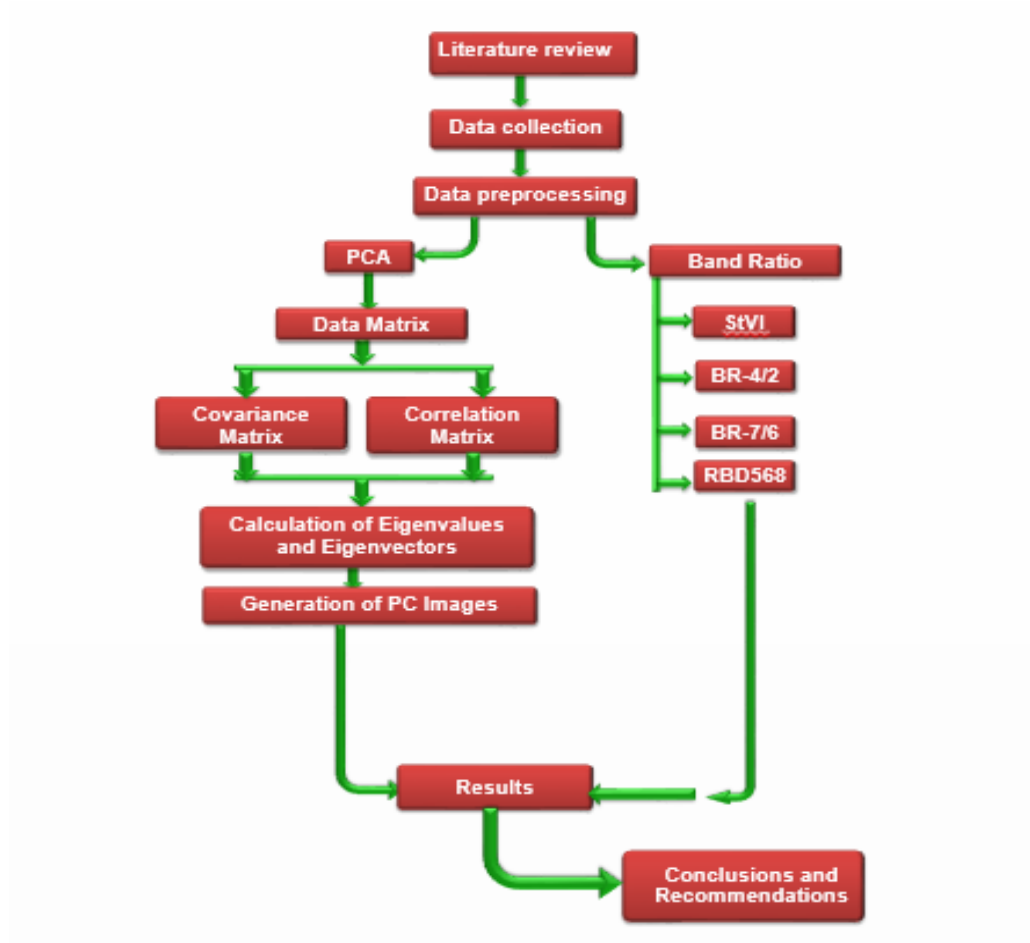 Literature review
Data collection
Data preprocessing
PCA
Band Ratio
Data Matrix
StVI
BR-4/2
BR-7/6
RBD568
Covariance
Matrix
Correlation
Matrix
Calculation of Eigenvalues
and Eigenvectors
Generation of PC Images
Results
Conclusions and
Recommendations